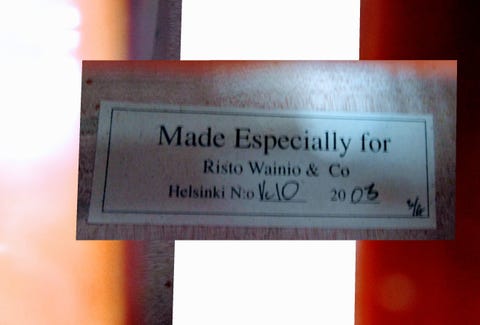 Made Especially for
Risto Wainio & Co
Helsinki N:o Vc10 2003